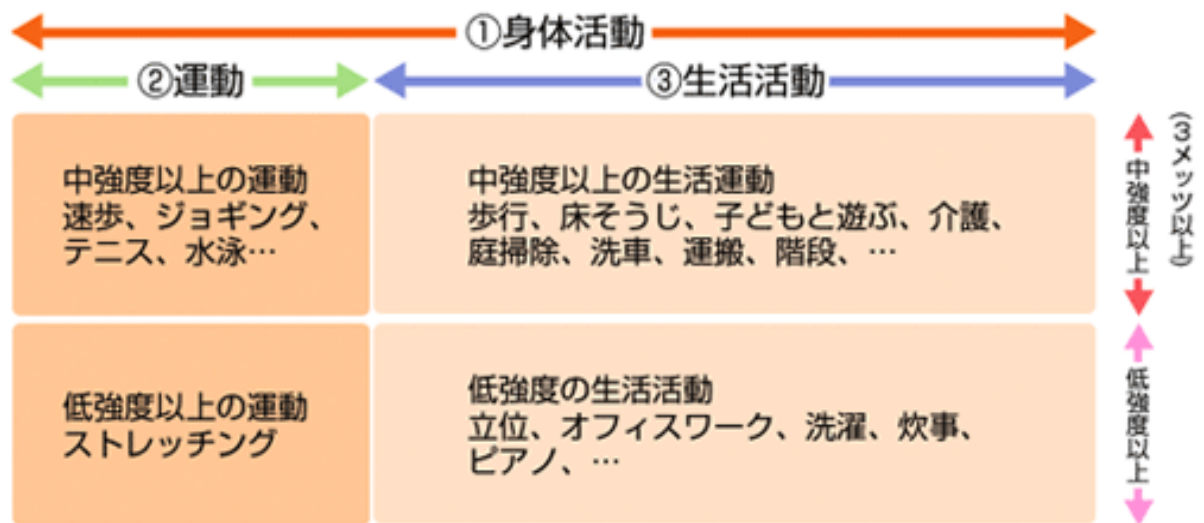 ①身体活動
②運動
③生活活動
中強度以上の運動
速歩、ジョギング、
テニス、水泳…
中強度以上の生活運動
歩行、床そうじ、子どもと遊ぶ、介護、
庭掃除、洗車、運搬、階段、…
中強度以上
(3メッツ以上)
低強度以上の運動
ストレッチング
低強度の生活活動
立位、オフィスワーク、洗濯、炊事、
ピアノ、…
低強度以上